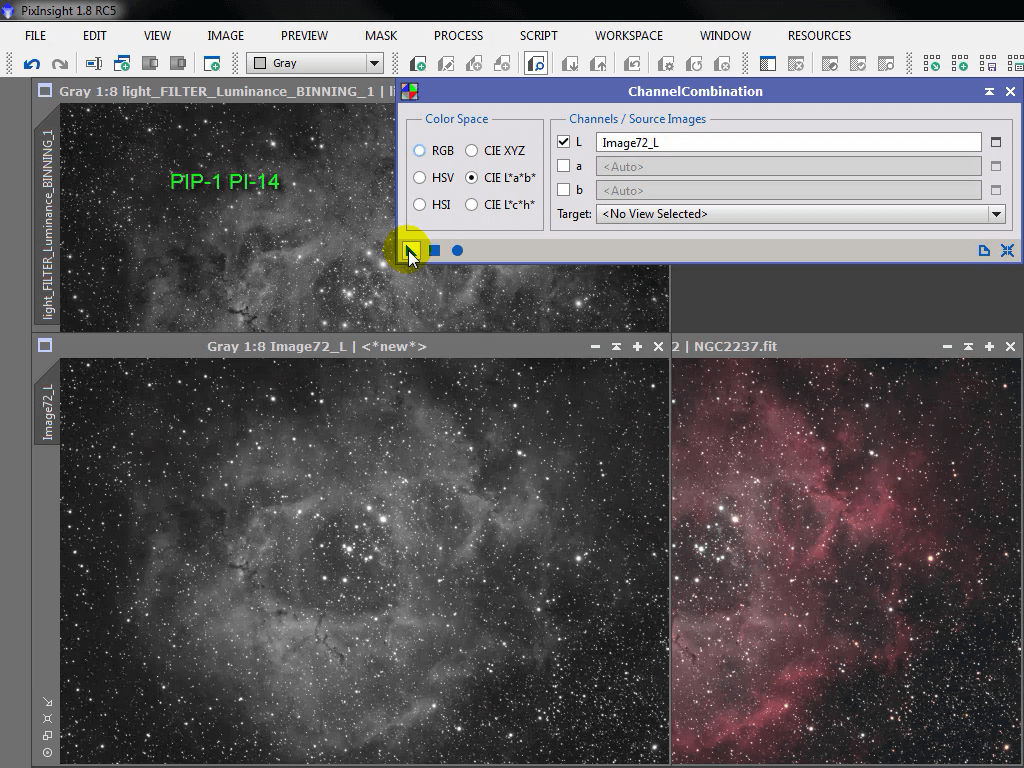 PixInsight 1.8 RC5
FILE EDIT VIEW IMAGE PREVIEW MASK PROCESS SCRIPT WORKSPACE WINDOW RESOURCES
Gray
Gray 1:8 light_FILTER_Luminance_BINNING_1 | li
light_FILTER_Luminance_BINNING_1
PIP-1 PI-14
ChannelCombination
Color Space
Channels / Source Images
RGB CIE XYZ
HSV CIE L*a*b*
HSI CIE L*c*h*
L Image72_L
a <Auto>
b <Auto>
Target: <No View Selected>
Gray 1:8 Image72_L | <*new*>
Image72_L
2 | NGC2237.fit